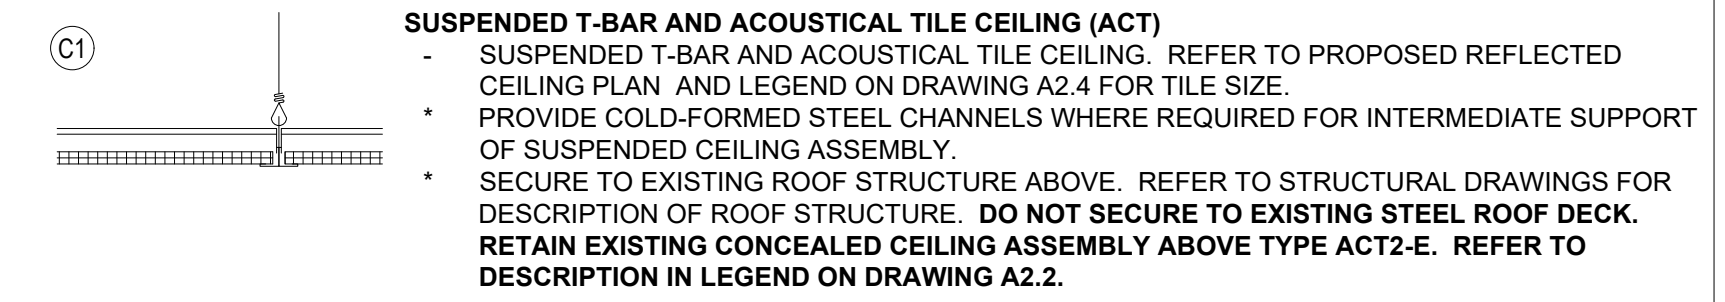 C1
SUSPENDED T-BAR AND ACOUSTICAL TILE CEILING (ACT)
- SUSPENDED T-BAR AND ACOUSTICAL TILE CEILING. REFER TO PROPOSED REFLECTED
CEILING PLAN AND LEGEND ON DRAWING A2.4 FOR TILE SIZE.
* PROVIDE COLD-FORMED STEEL CHANNELS WHERE REQUIRED FOR INTERMEDIATE SUPPORT
OF SUSPENDED CEILING ASSEMBLY.
* SECURE TO EXISTING ROOF STRUCTURE ABOVE. REFER TO STRUCTURAL DRAWINGS FOR
DESCRIPTION OF ROOF STRUCTURE. DO NOT SECURE TO EXISTING STEEL ROOF DECK.
RETAIN EXISTING CONCEALED CEILING ASSEMBLY ABOVE TYPE ACT2-E. REFER TO
DESCRIPTION IN LEGEND ON DRAWING A2.2.